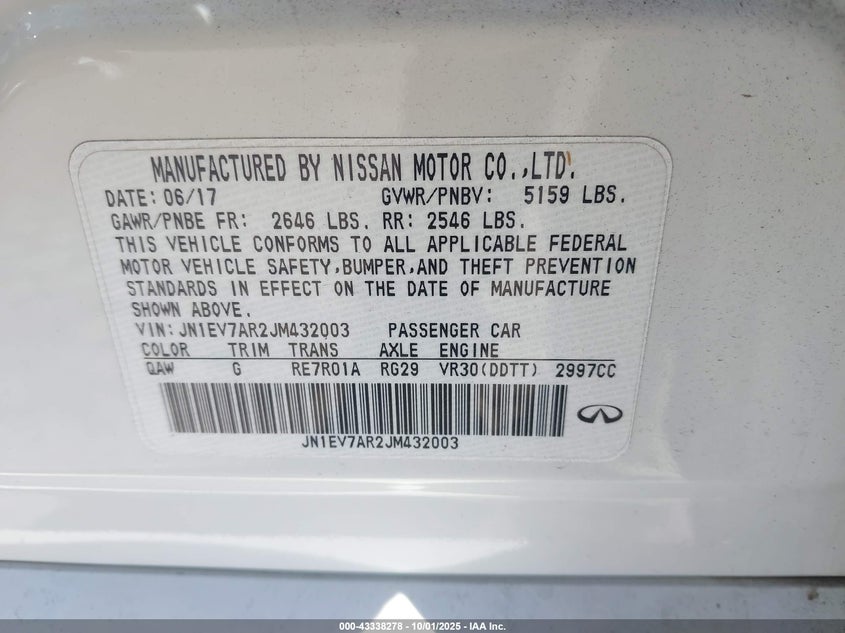 MANUFACTURED BY NISSAN MOTOR CO.,LTD.
DATE: 06/17 GVWR/PNBV: 5159 LBS.
GAWR/PNBE FR: 2646 LBS. RR: 2546 LBS.
THIS VEHICLE CONFORMS TO ALL APPLICABLE FEDERAL
MOTOR VEHICLE SAFETY,BUMPER,AND THEFT PREVENTION
STANDARDS IN EFFECT ON THE DATE OF MANUFACTURE
SHOWN ABOVE.
VIN: JN1EV7AR2JM432003 PASSENGER CAR
COLOR TRIM TRANS AXLE ENGINE
QAW G RE7R01A RG29 VR30(DDTT) 2997CC
JN1EV7AR2JM432003
000-43338278 - 10/01/2025 - IAA Inc.